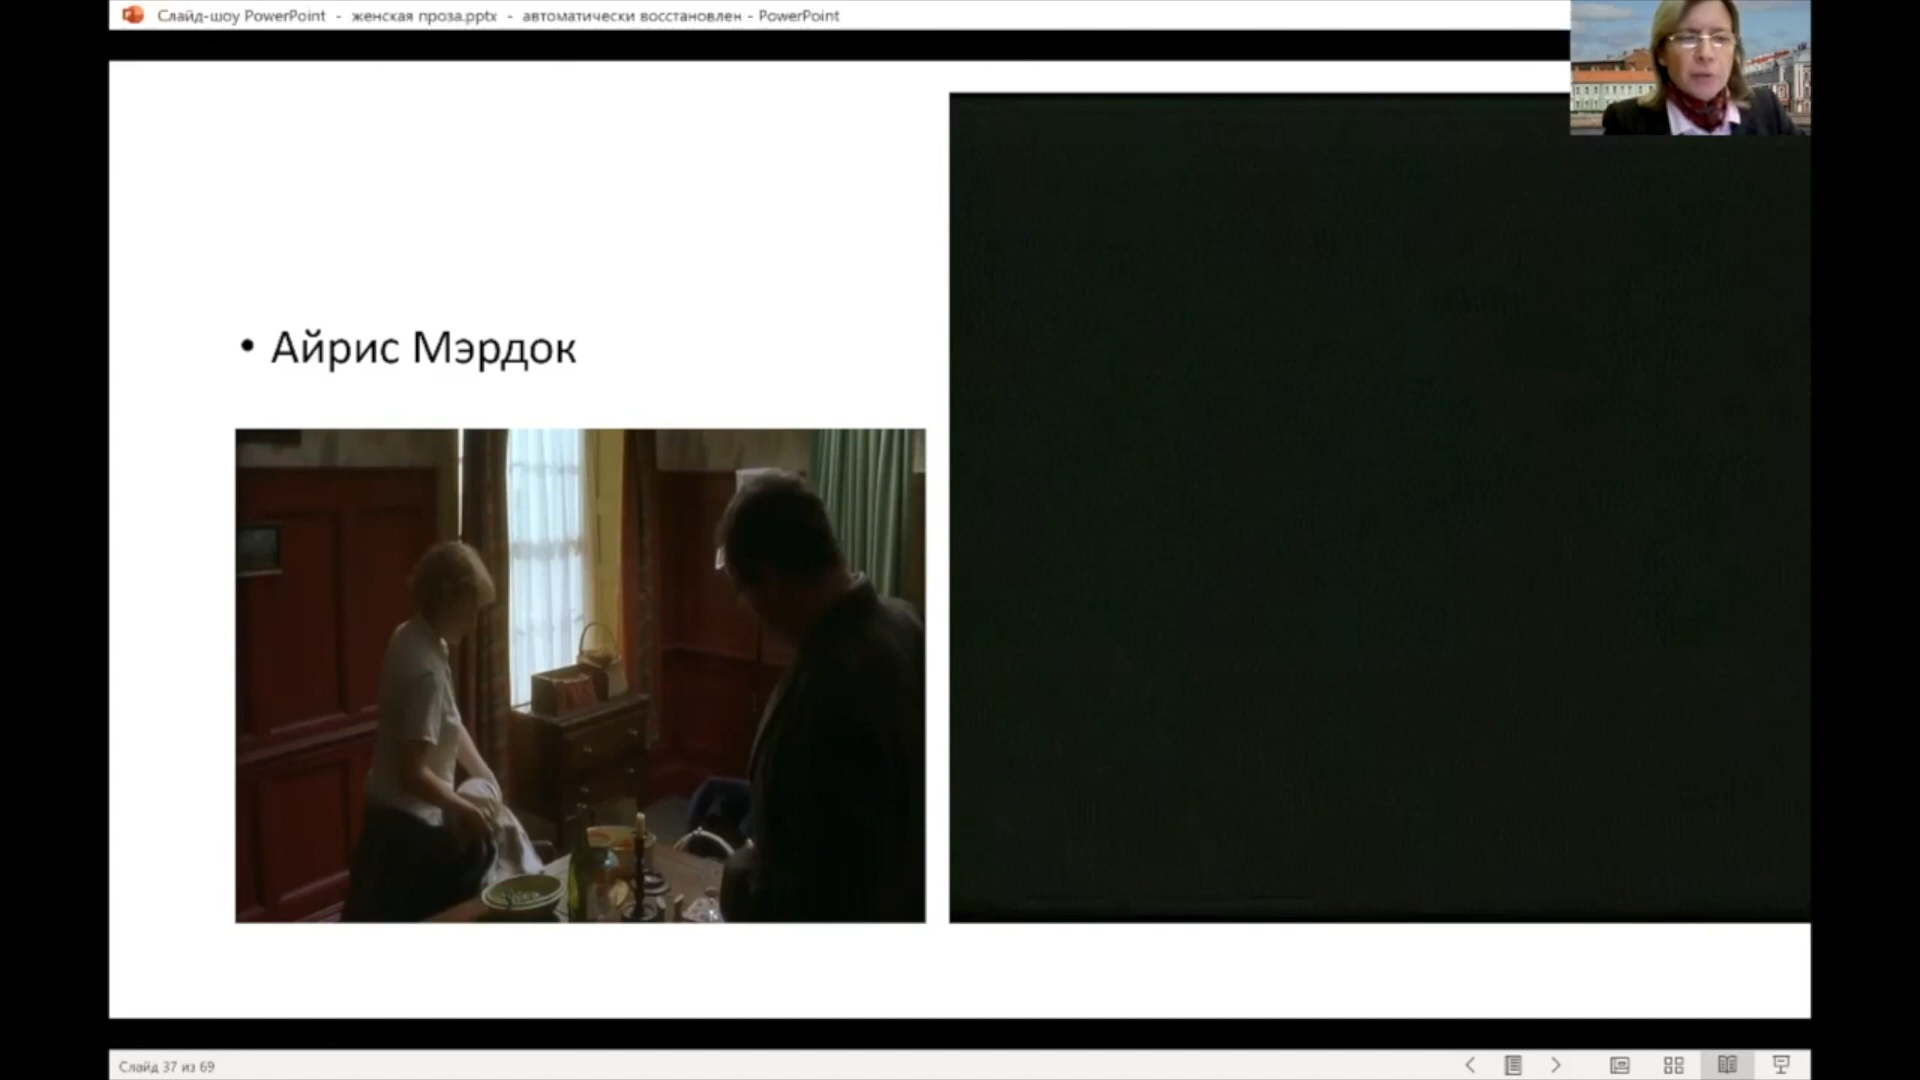 Слайд-шоу PowerPoint - женская проза.pptx - автоматически восстановлен - PowerPoint
• Айрис Мэрдок
Слайд 37 из 69